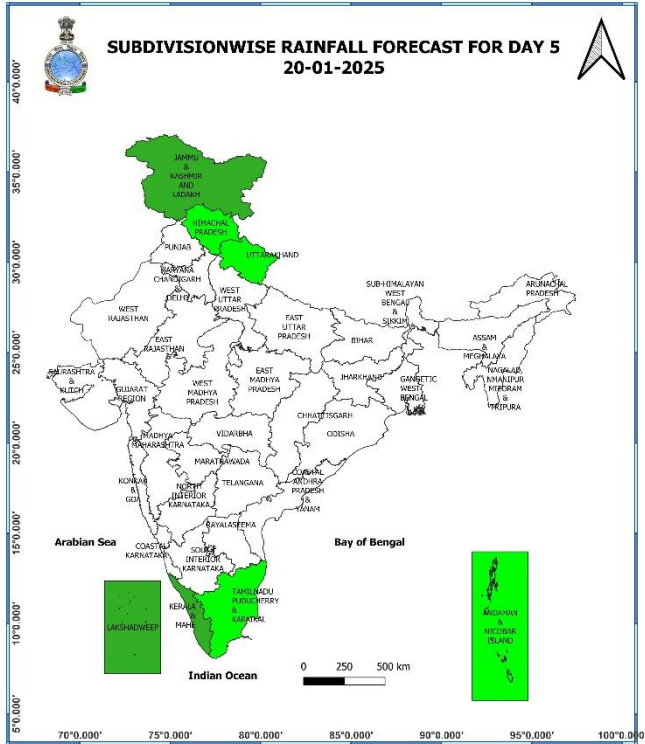 SUBDIVISIONWISE RAINFALL FORECAST FOR DAY 5
20-01-2025
40°0.000'
35°0.000'
30°0.000'
25°0.000'
20°0.000'
15°0.000'
10°0.000'
5°0.000'
JAMMU
&
KASHMIR
AND
LADAKH
HIMACHAL
PRADESH
PUNJAB
UTTARAKHAND
HARYANA
CHANDIGARH
&
DELHI
WEST
UTTAR
PRADESH
WEST
RAJASTHAN
EAST
RAJASTHAN
EAST
UTTAR
PRADESH
SUB-HIMALAYAN
WEST
BENGAL
&
SIKKIM
ARUNACHAL
PRADESH
BIHAR
ASSAM
&
MEGHALAYA
NAGALAD
NMANIPUR
MIZORAM
&
TRIPURA
SAURASHTRA
&
KUTCH
GUJARAT
REGION
WEST
MADHYA
PRADESH
EAST
MADHYA
PRADESH
JHARKHAND
GANGETIC
WEST
BENGAL
CHHATTISGARH
ODISHA
MADHYA
MAHARASHTRA
VIDARBHA
MARATHWADA
KONKAN
&
GOA
NORTH
INTERIOR
KARNATAKA
TELANGANA
COASTAL
ANDHRA
PRADESH
&
YANAM
RAYALASEEMA
Arabian Sea
Bay of Bengal
COASTAL
KARNATAKA
SOUTH
INTERIOR
KARNATAKA
LAKSHADWEEP
KERALA
&
MAHE
TAMILNADU
PUDUCHERRY
&
KARAIKAL
ANDAMAN
&
NICOBAR
ISLAND
Indian Ocean
0 250 500 km
70°0.000' 75°0.000' 80°0.000' 85°0.000' 90°0.000' 95°0.000' 100°0.000'